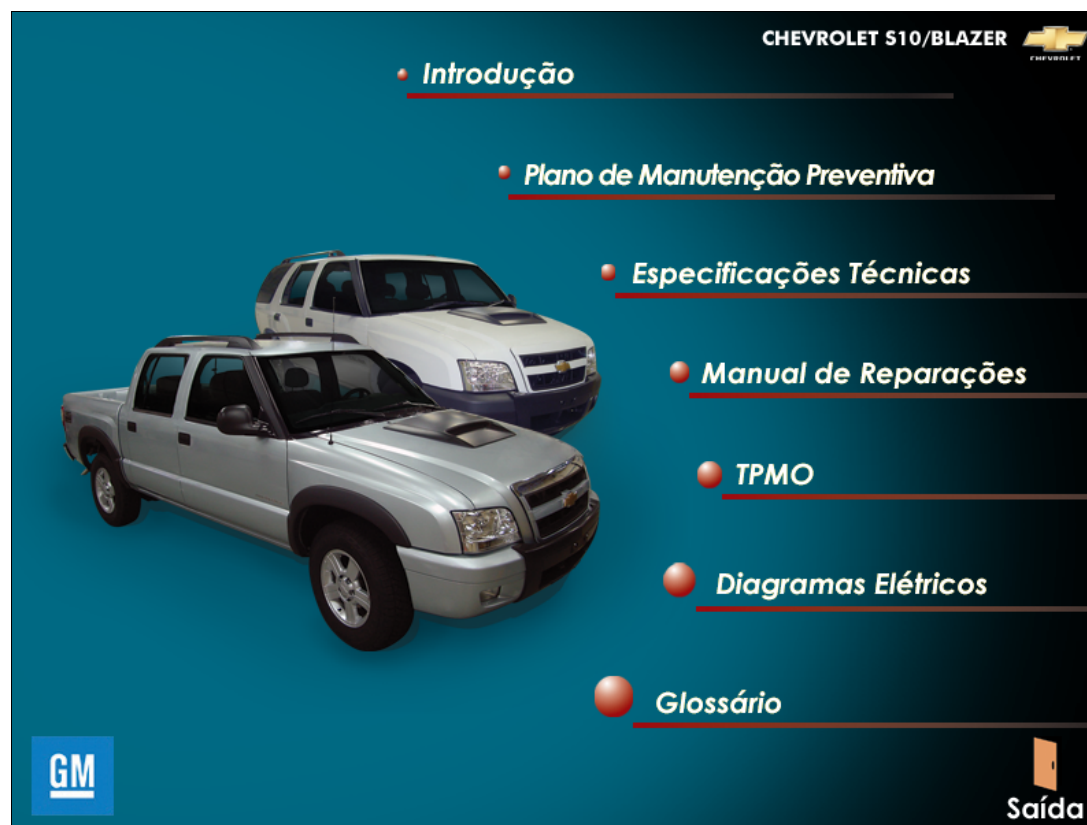 CHEVROLET S10/BLAZER
CHEVROLET
Introdução
Plano de Manutenção Preventiva
Especificações Técnicas
Manual de Reparações
TPMO
Diagramas Elétricos
Glossário
GM
Saída